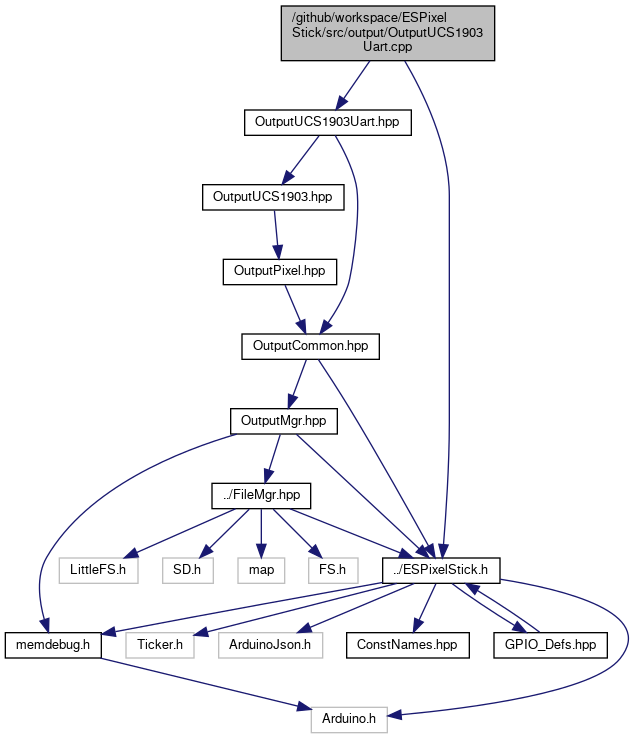 /github/workspace/ESPixel
Stick/src/output/OutputUCS1903
Uart.cpp
OutputUCS1903Uart.hpp
OutputUCS1903.hpp
OutputPixel.hpp
OutputCommon.hpp
OutputMgr.hpp
../FileMgr.hpp
LittleFS.h
SD.h
map
FS.h
../ESPixelStick.h
memdebug.h
Ticker.h
ArduinoJson.h
ConstNames.hpp
GPIO_Defs.hpp
Arduino.h